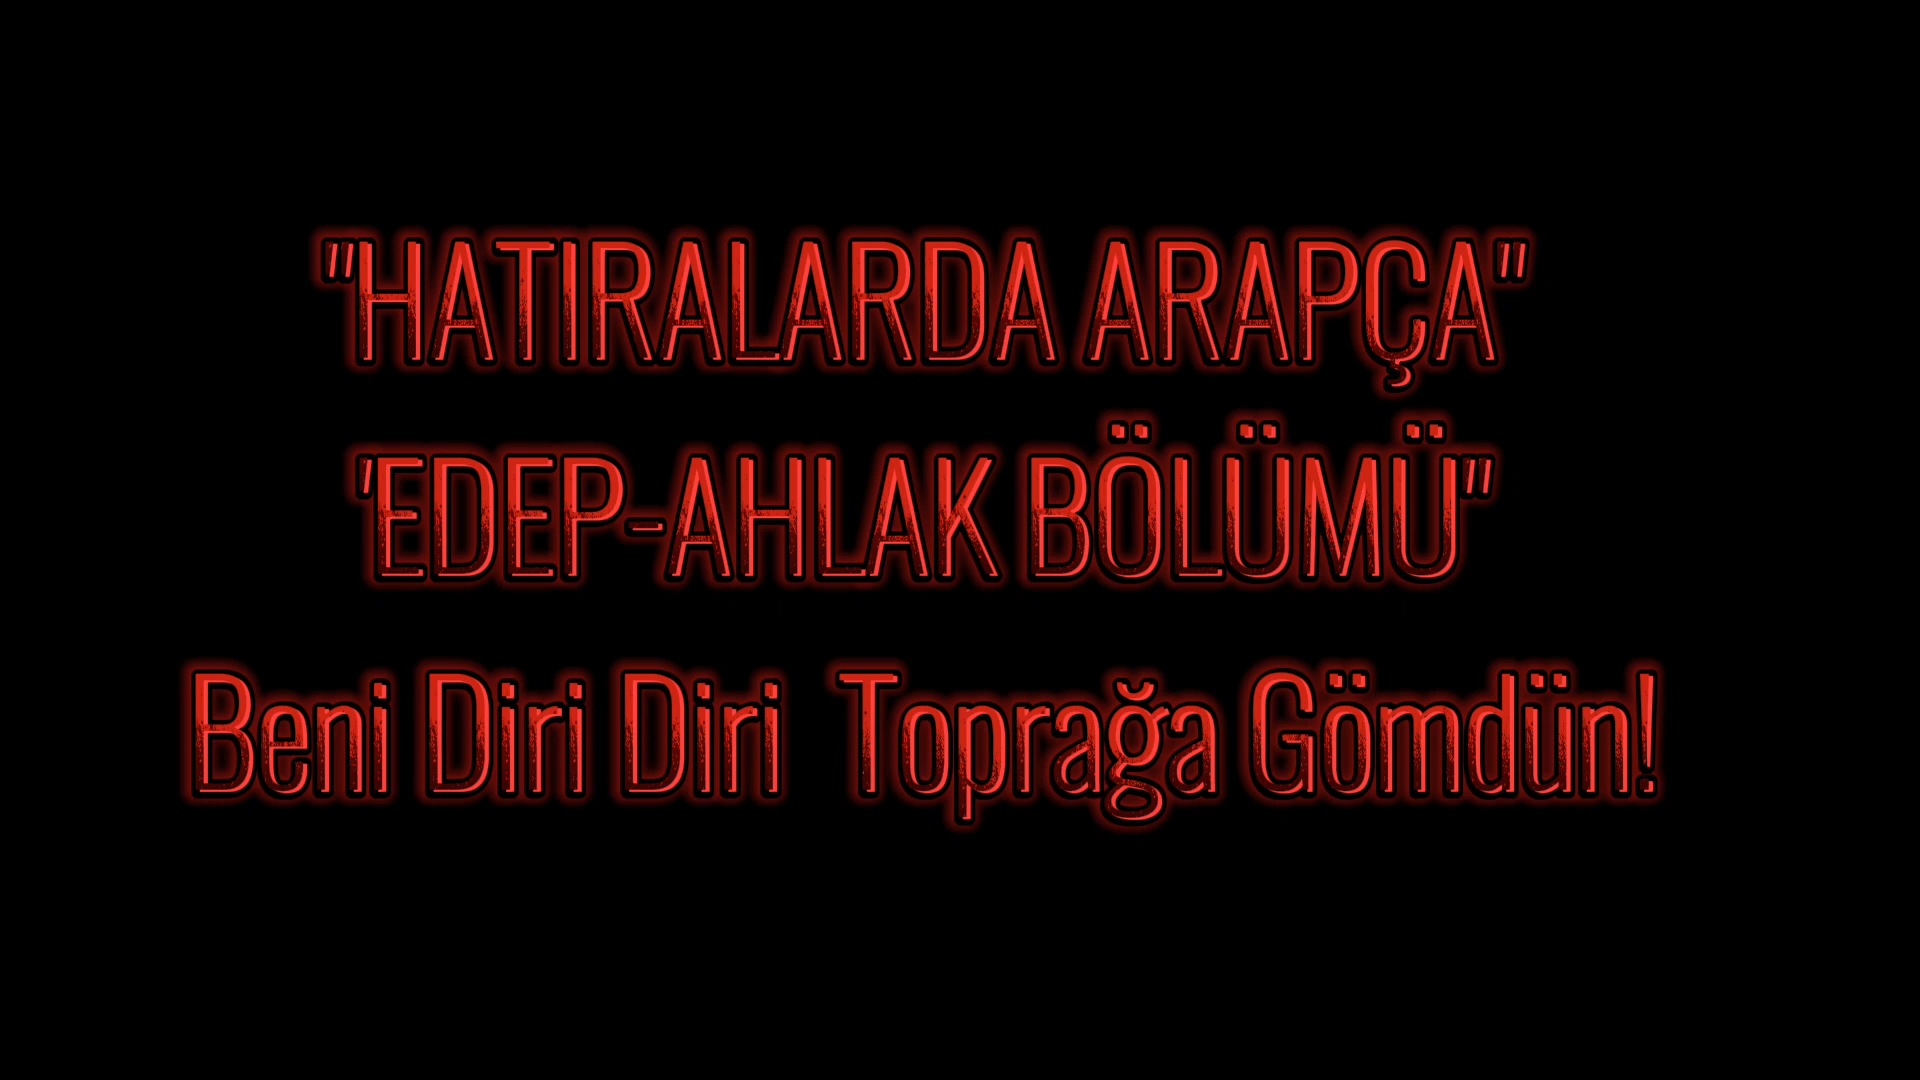 "HATIRALARDA ARAPÇA"
'EDEP-AHLAK BÖLÜMÜ"
Beni Diri Diri  Toprağa Gömdün!